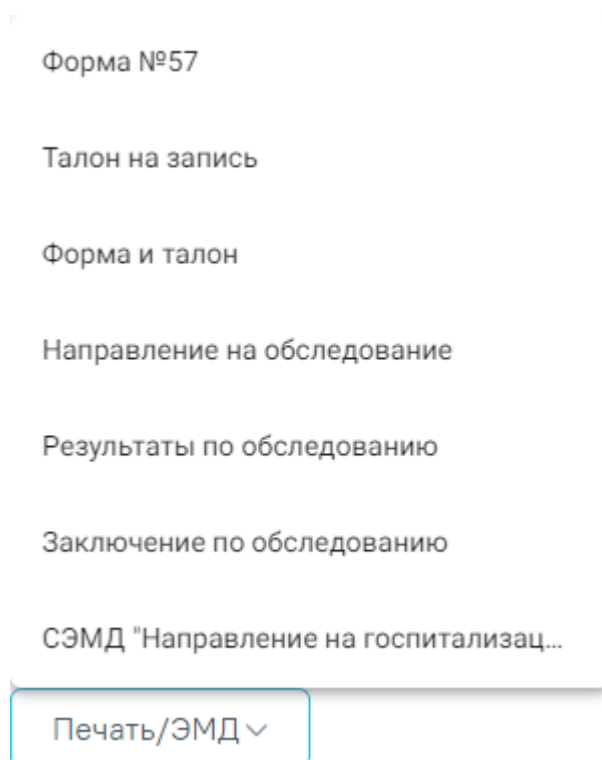 Форма №57
Талон на запись
Форма и талон
Направление на обследование
Результаты по обследованию
Заключение по обследованию
СЭМД "Направление на госпитализац...
Печать/ЭМД